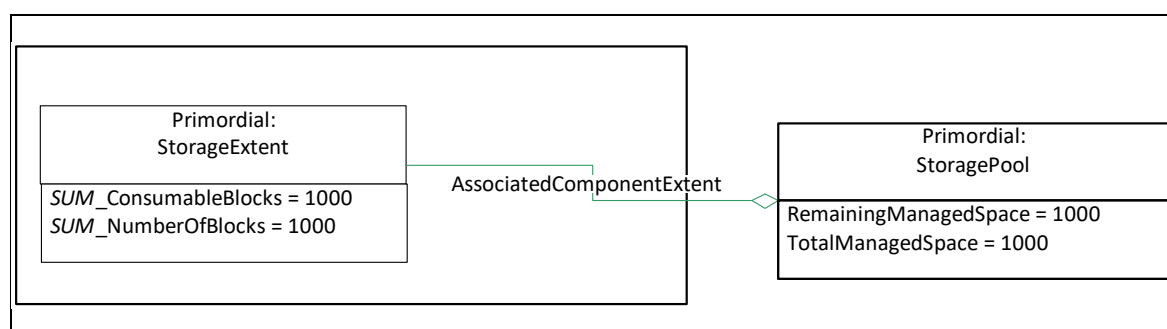 Primordial:
StorageExtent
SUM_ConsumableBlocks = 1000
SUM_NumberOfBlocks = 1000
AssociatedComponentExtent
Primordial:
StoragePool
RemainingManagedSpace = 1000
TotalManagedSpace = 1000